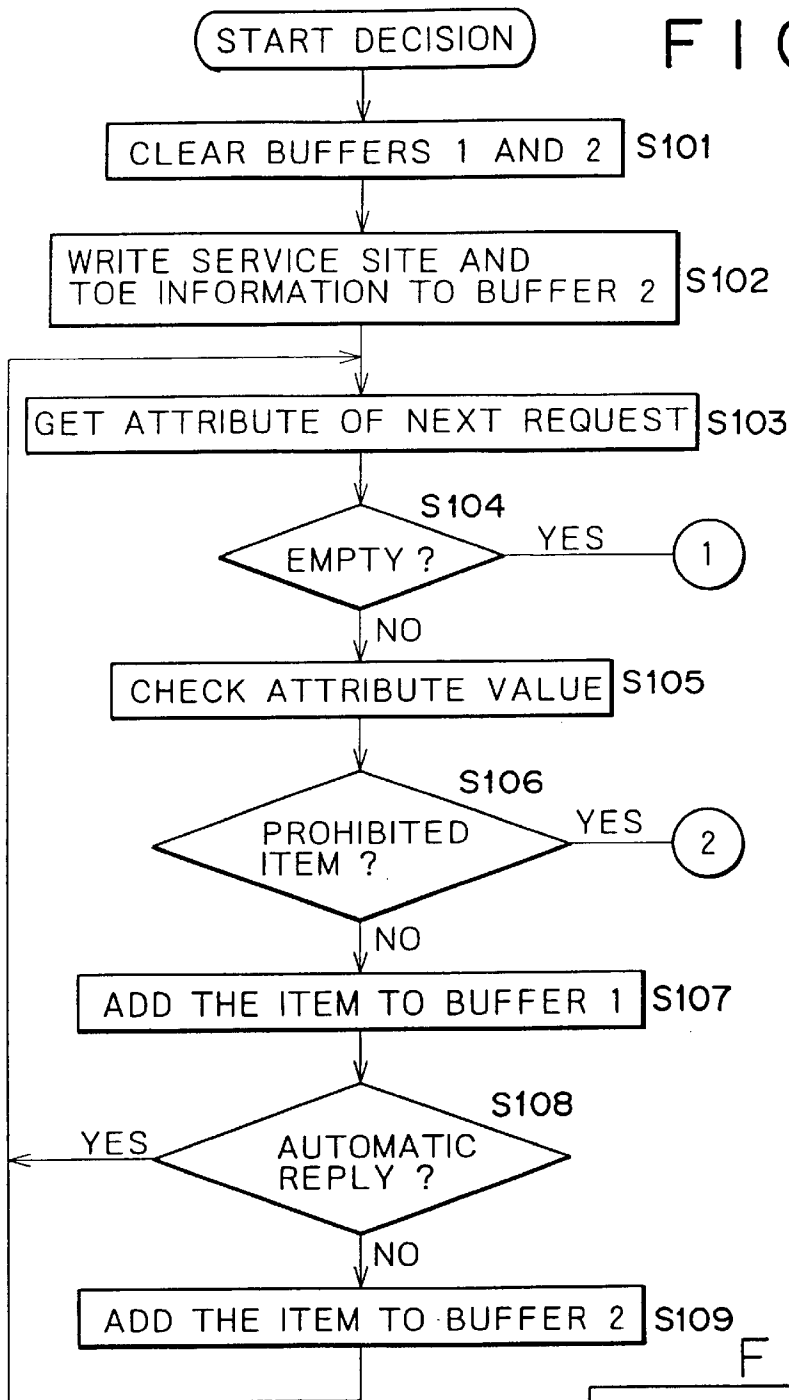 START DECISION
FIG
CLEAR BUFFERS 1 AND 2
S101
WRITE SERVICE SITE AND
TOE INFORMATION TO BUFFER 2
S102
GET ATTRIBUTE OF NEXT REQUEST
S103
S104
EMPTY ?
YES
1
NO
CHECK ATTRIBUTE VALUE
S105
S106
PROHIBITED
ITEM ?
YES
2
NO
ADD THE ITEM TO BUFFER 1
S107
S108
YES
AUTOMATIC
REPLY ?
NO
ADD THE ITEM TO BUFFER 2
S109
F